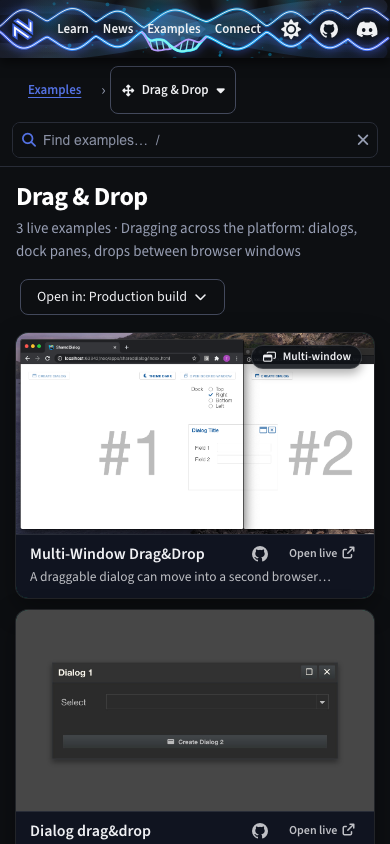 Learn News Examples Connect
Examples › Drag & Drop
Find examples… /
Drag & Drop
3 live examples · Dragging across the platform: dialogs,
dock panes, drops between browser windows
Open in: Production build
Multi-window
Dock
Top
Right
Bottom
Left
#1
#2
Dialog Title
Field 1
Field 2
Multi-Window Drag&Drop
Open live
A draggable dialog can move into a second browser…
Dialog 1
Select
Create Dialog 2
Dialog drag&drop
Open live